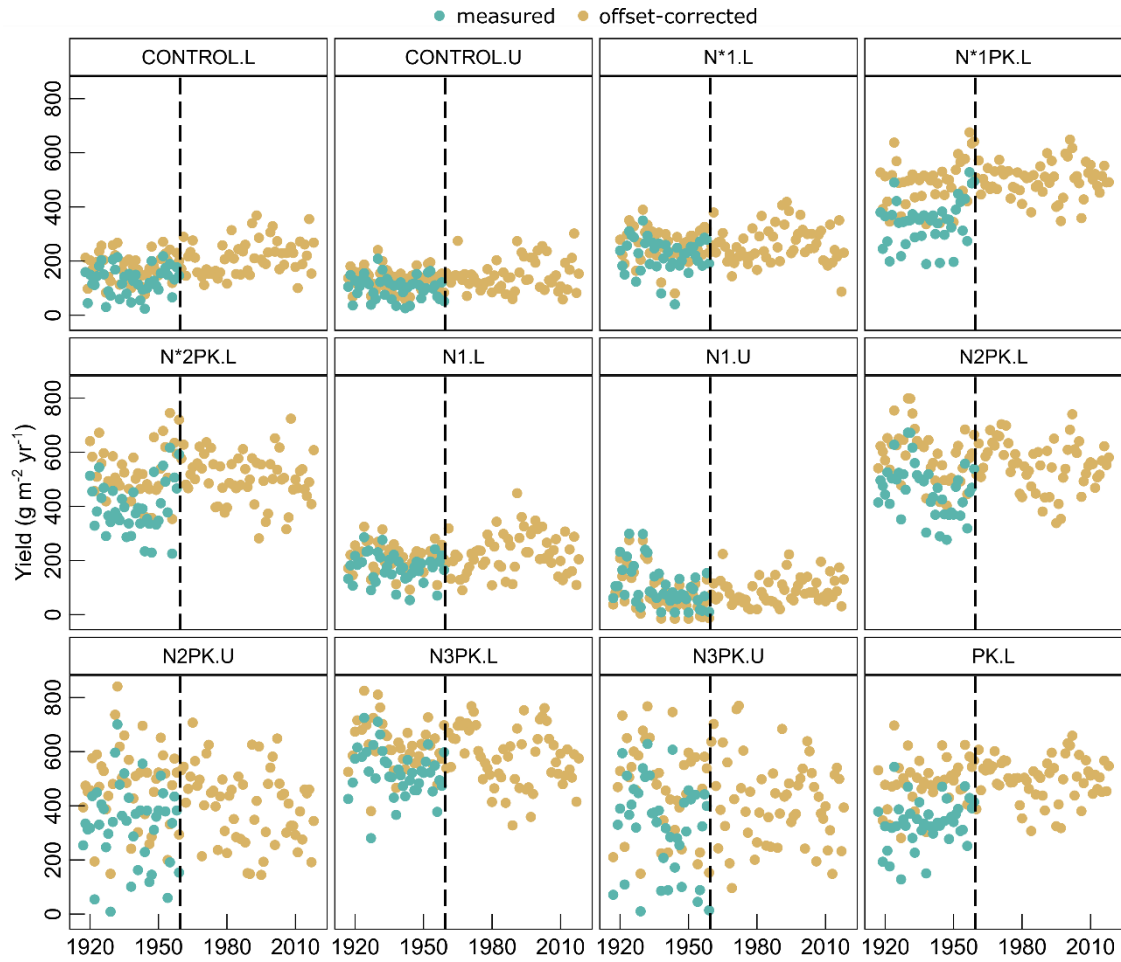 measured offset-corrected
CONTROL.L CONTROL.U N*1.L N*1PK.L
800
600
400
200
0
N*2PK.L N1.L N1.U N2PK.L
800
600
400
200
0
Yield (g m⁻² yr⁻¹)
N2PK.U N3PK.L N3PK.U PK.L
800
600
400
200
0
1920 1950 1980 2010 1920 1950 1980 2010 1920 1950 1980 2010 1920 1950 1980 2010